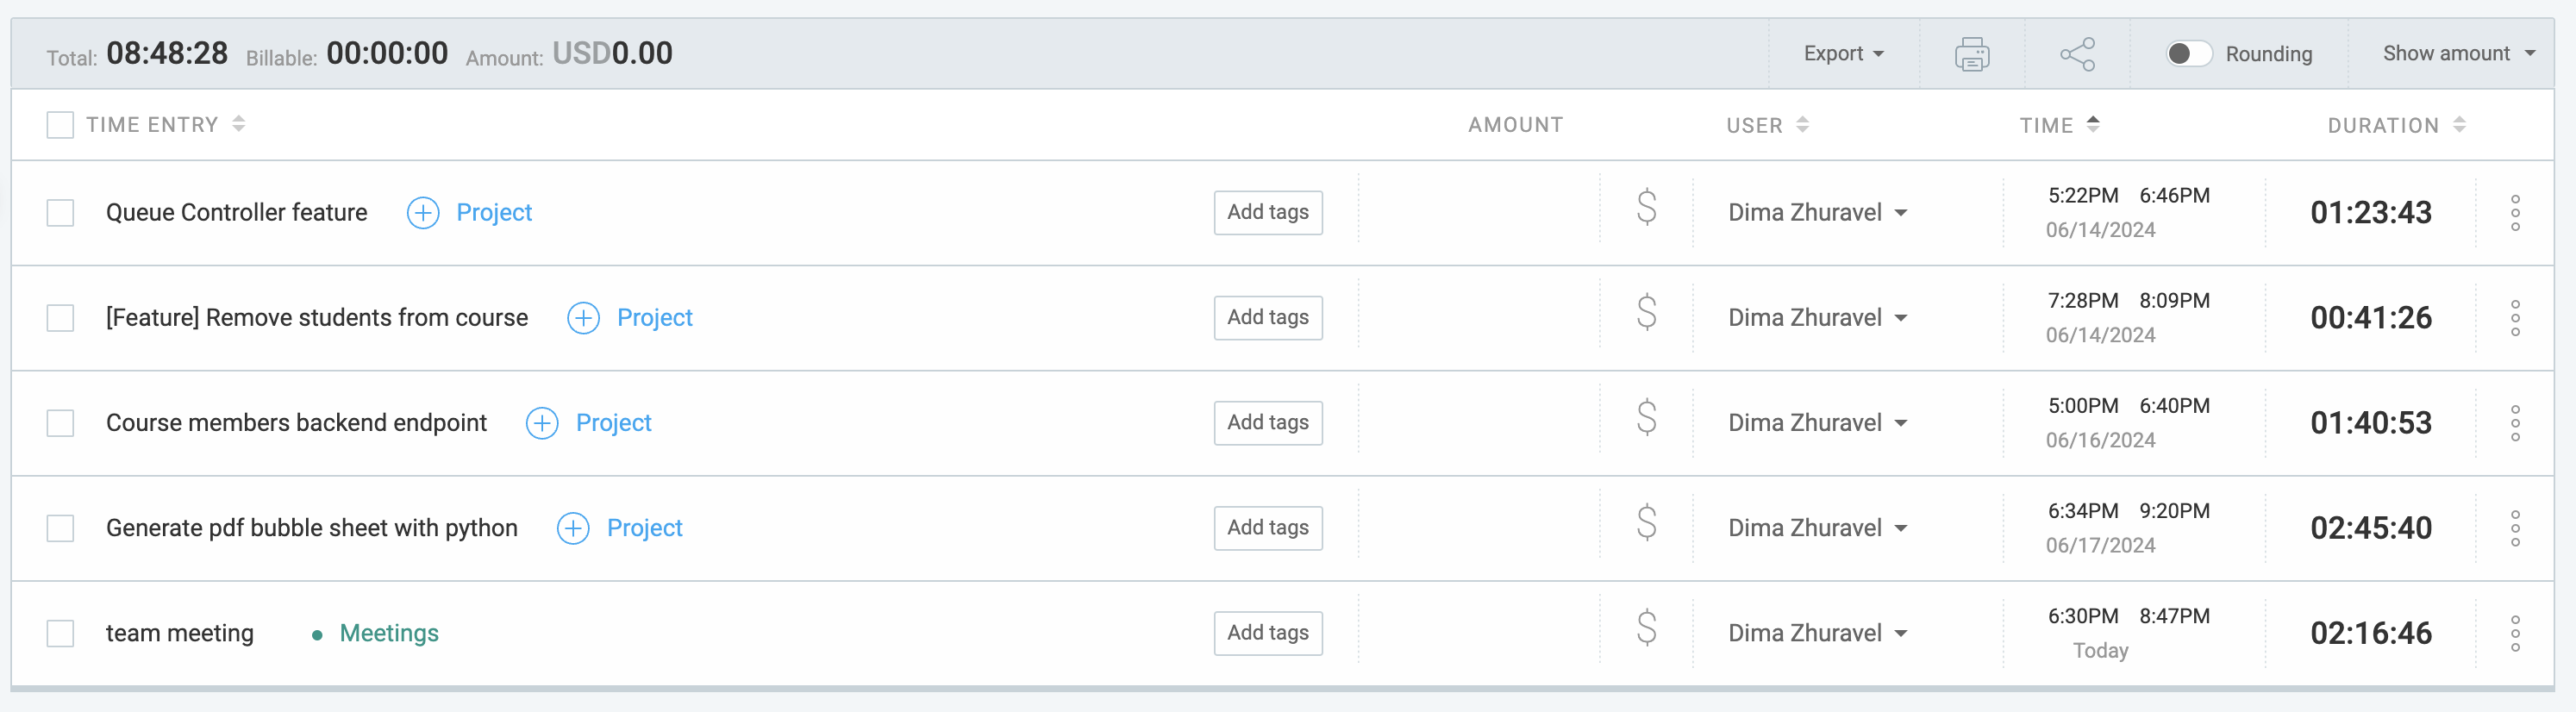 Total: 08:48:28 Billable: 00:00:00 Amount: USD0.00 Export Rounding Show amount
TIME ENTRY AMOUNT USER TIME DURATION
Queue Controller feature Project Add tags $ Dima Zhuravel 5:22PM 6:46PM 01:23:43
06/14/2024
[Feature] Remove students from course Project Add tags $ Dima Zhuravel 7:28PM 8:09PM 00:41:26
06/14/2024
Course members backend endpoint Project Add tags $ Dima Zhuravel 5:00PM 6:40PM 01:40:53
06/16/2024
Generate pdf bubble sheet with python Project Add tags $ Dima Zhuravel 6:34PM 9:20PM 02:45:40
06/17/2024
team meeting Meetings Add tags $ Dima Zhuravel 6:30PM 8:47PM 02:16:46
Today